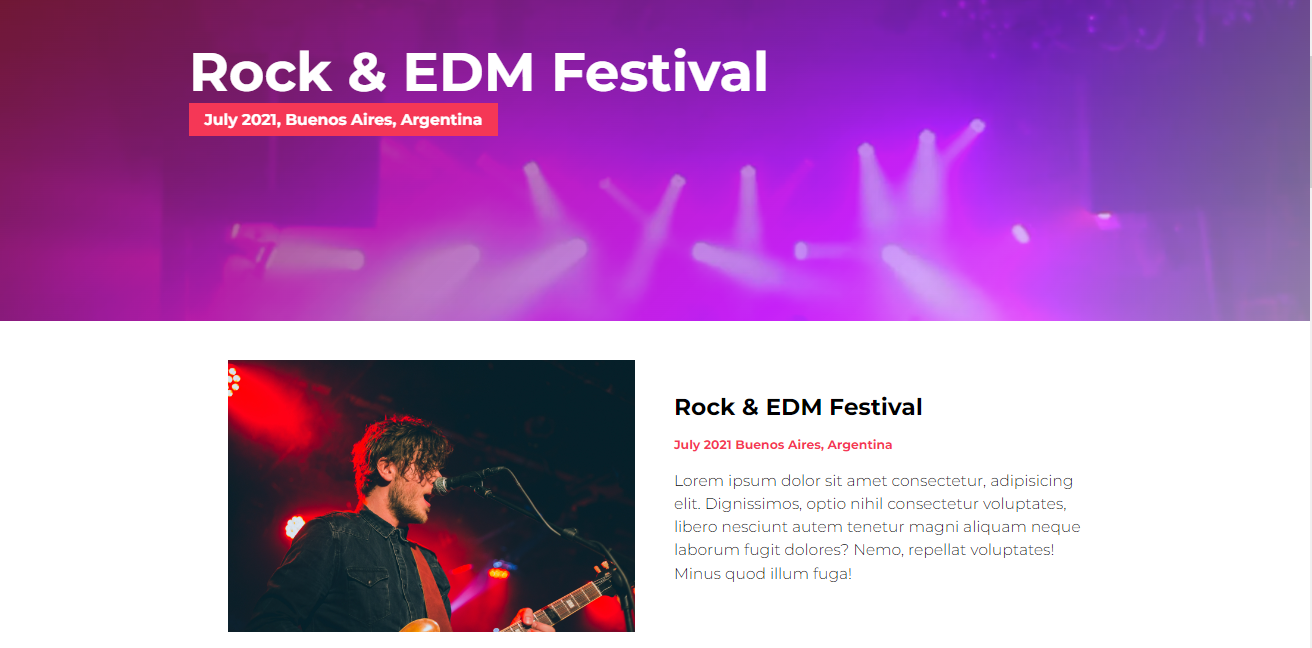 Rock & EDM Festival
July 2021, Buenos Aires, Argentina
Rock & EDM Festival
July 2021 Buenos Aires, Argentina
Lorem ipsum dolor sit amet consectetur, adipisicing
elit. Dignissimos, optio nihil consectetur voluptates,
libero nesciunt autem tenetur magni aliquam neque
laborum fugit dolores? Nemo, repellat voluptates!
Minus quod illum fuga!